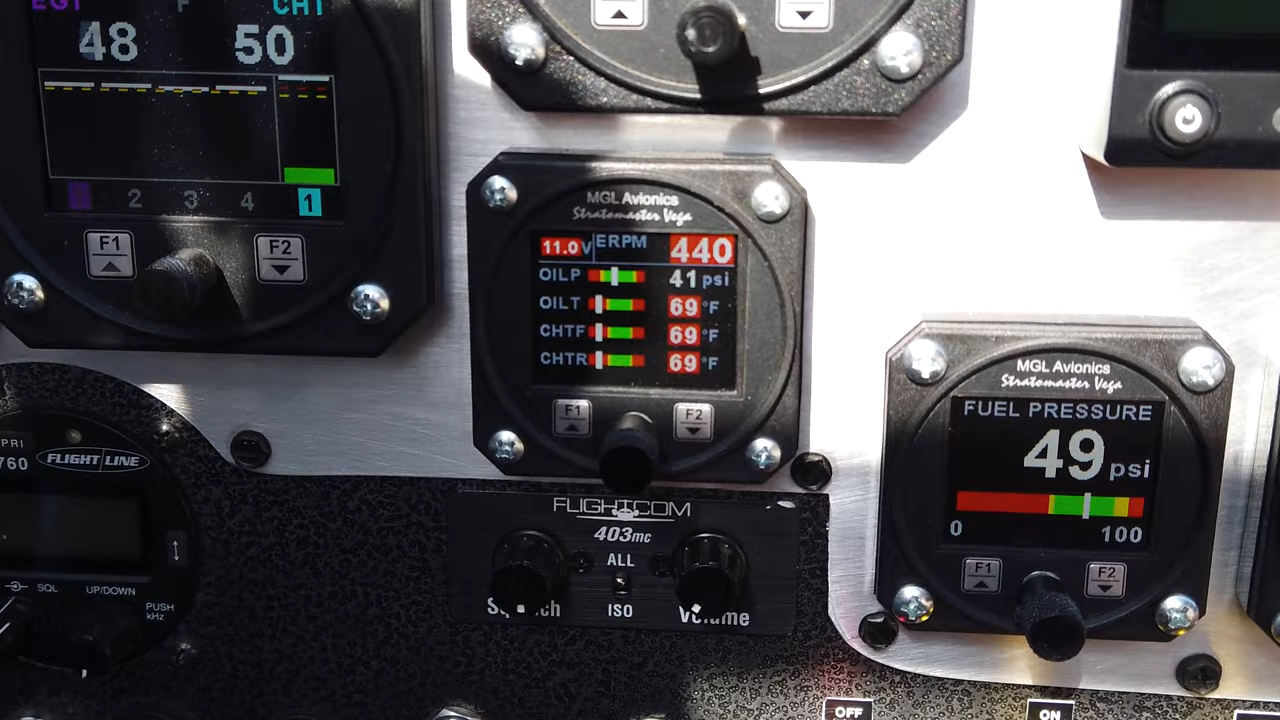 EGT F CHT
48 50
2 3 4 1
F1 F2
MGL Avionics
Stratomaster Vega
11.0V ERPM 440
OILP 41 psi
OILT 69 °F
CHTF 69 °F
CHTR 69 °F
F1 F2
MGL Avionics
Stratomaster Vega
FUEL PRESSURE
49 psi
0 100
F1 F2
PRI
760
FLIGHT LINE
SQL UP/DOWN
PUSH
kHz
FLIGHTCOM
403mc
ALL
ISO
Volume
OFF ON